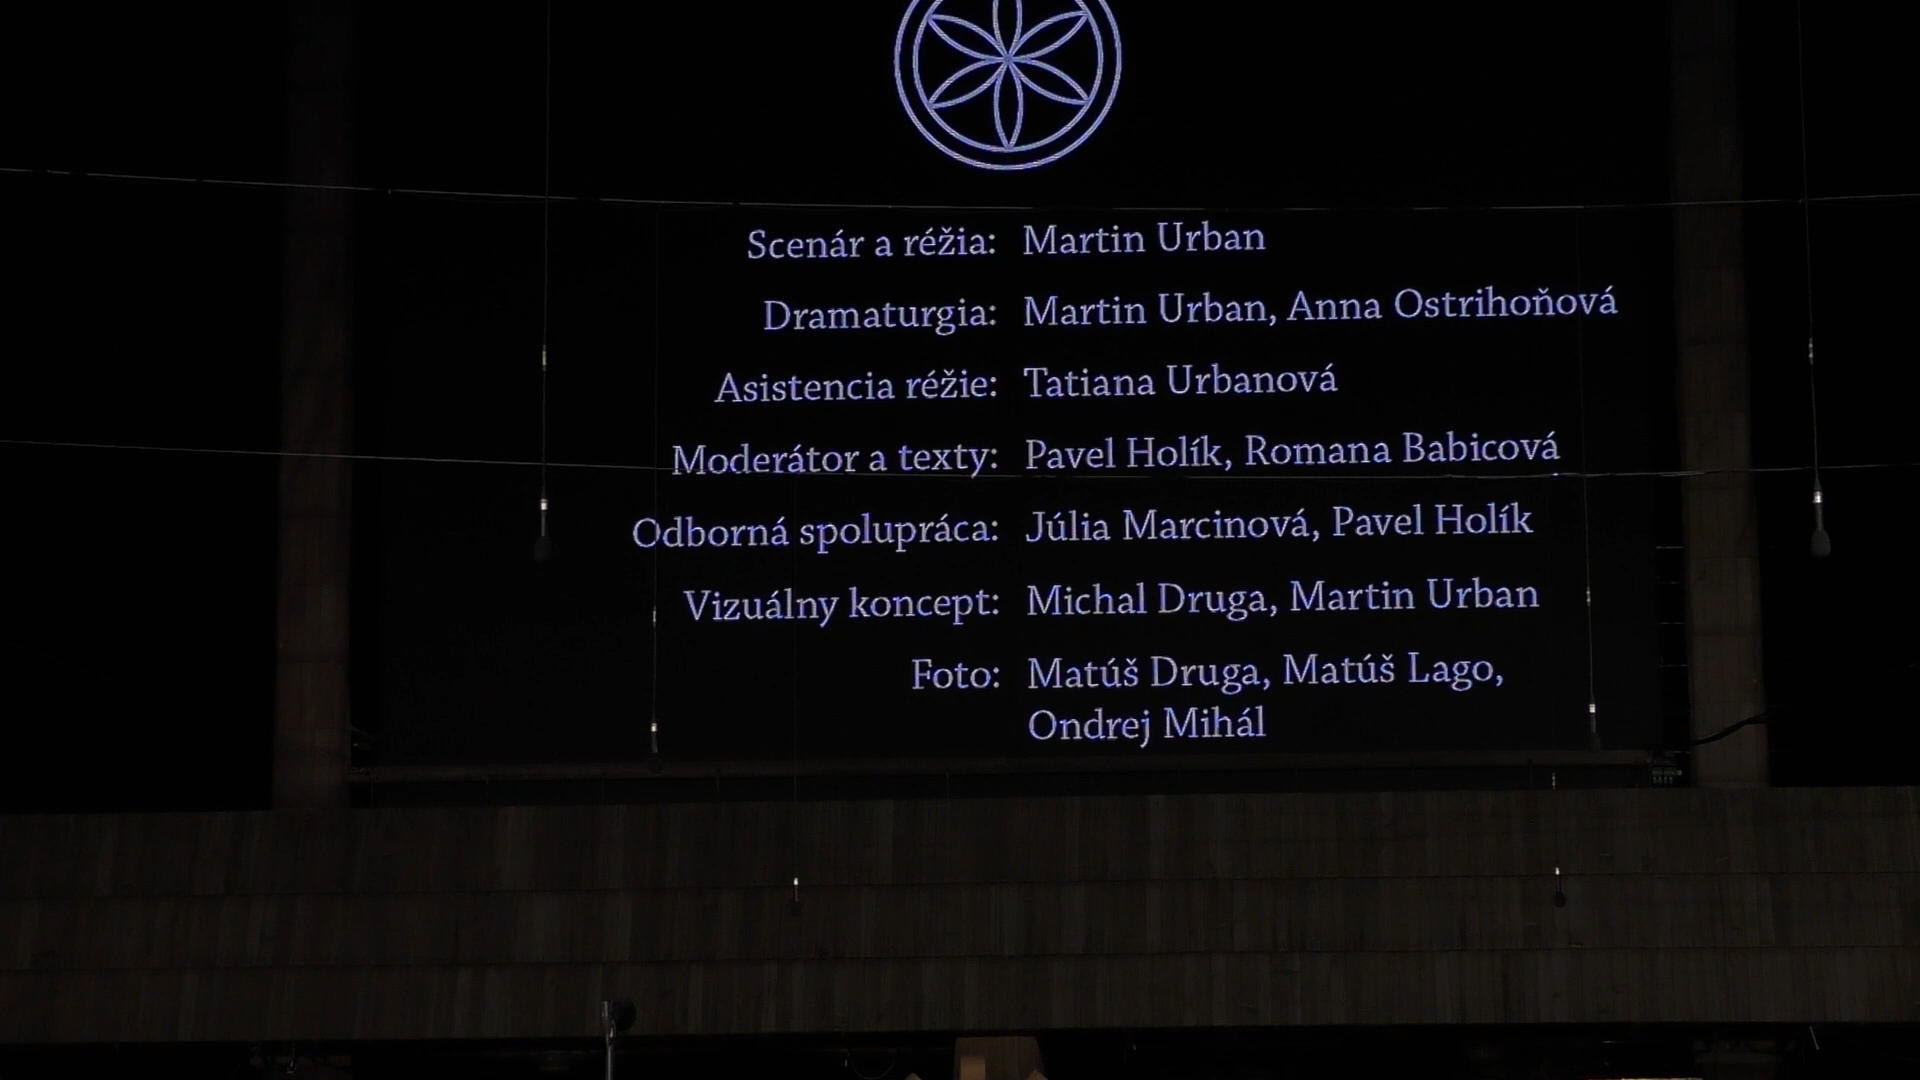 Scenár a réžia: Martin Urban
Dramaturgia: Martin Urban, Anna Ostrihoňová
Asistencia réžie: Tatiana Urbanová
Moderátor a texty: Pavel Holík, Romana Babicová
Odborná spolupráca: Júlia Marcinová, Pavel Holík
Vizuálny koncept: Michal Druga, Martin Urban
Foto: Matúš Druga, Matúš Lago,
Ondrej Mihál